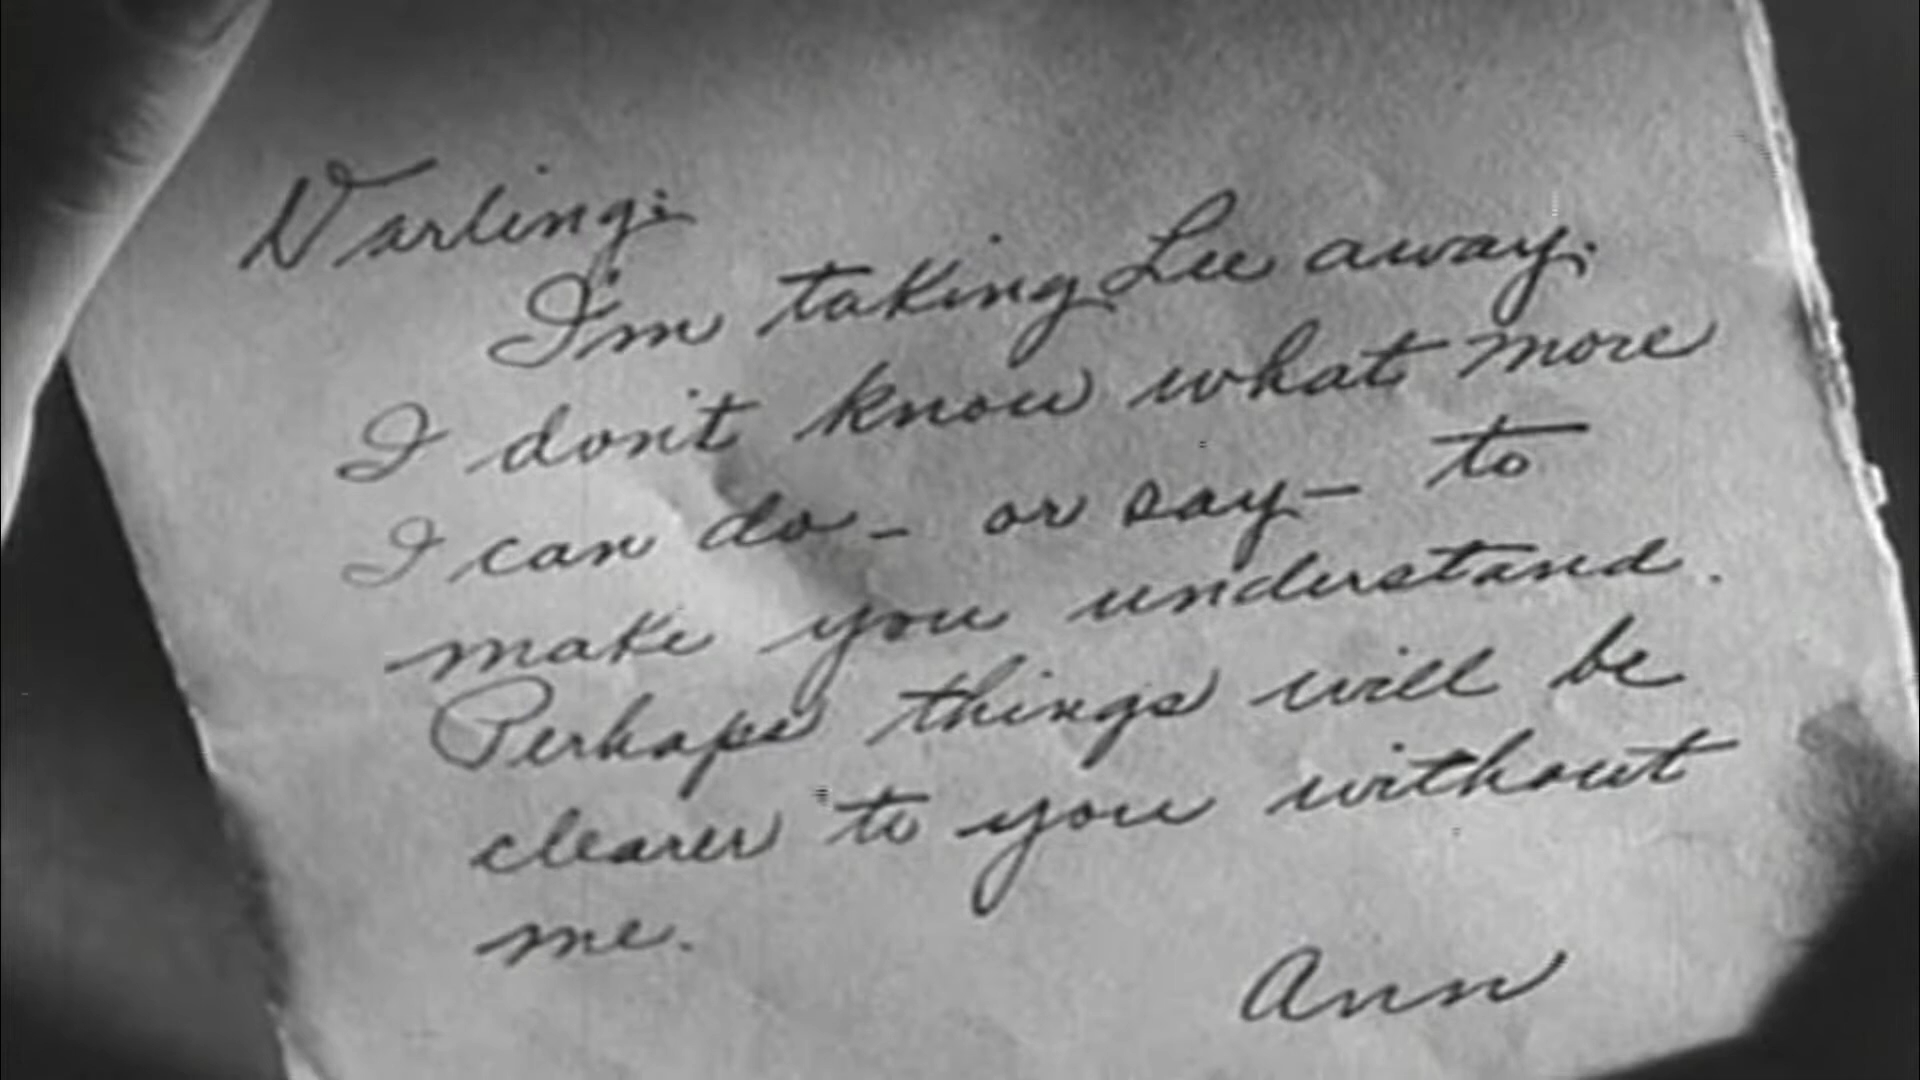 Darling:
I'm taking Lee away.
I don't know what more
I can do - or say - to
make you understand.
Perhaps things will be
clearer to you without
me.
Ann